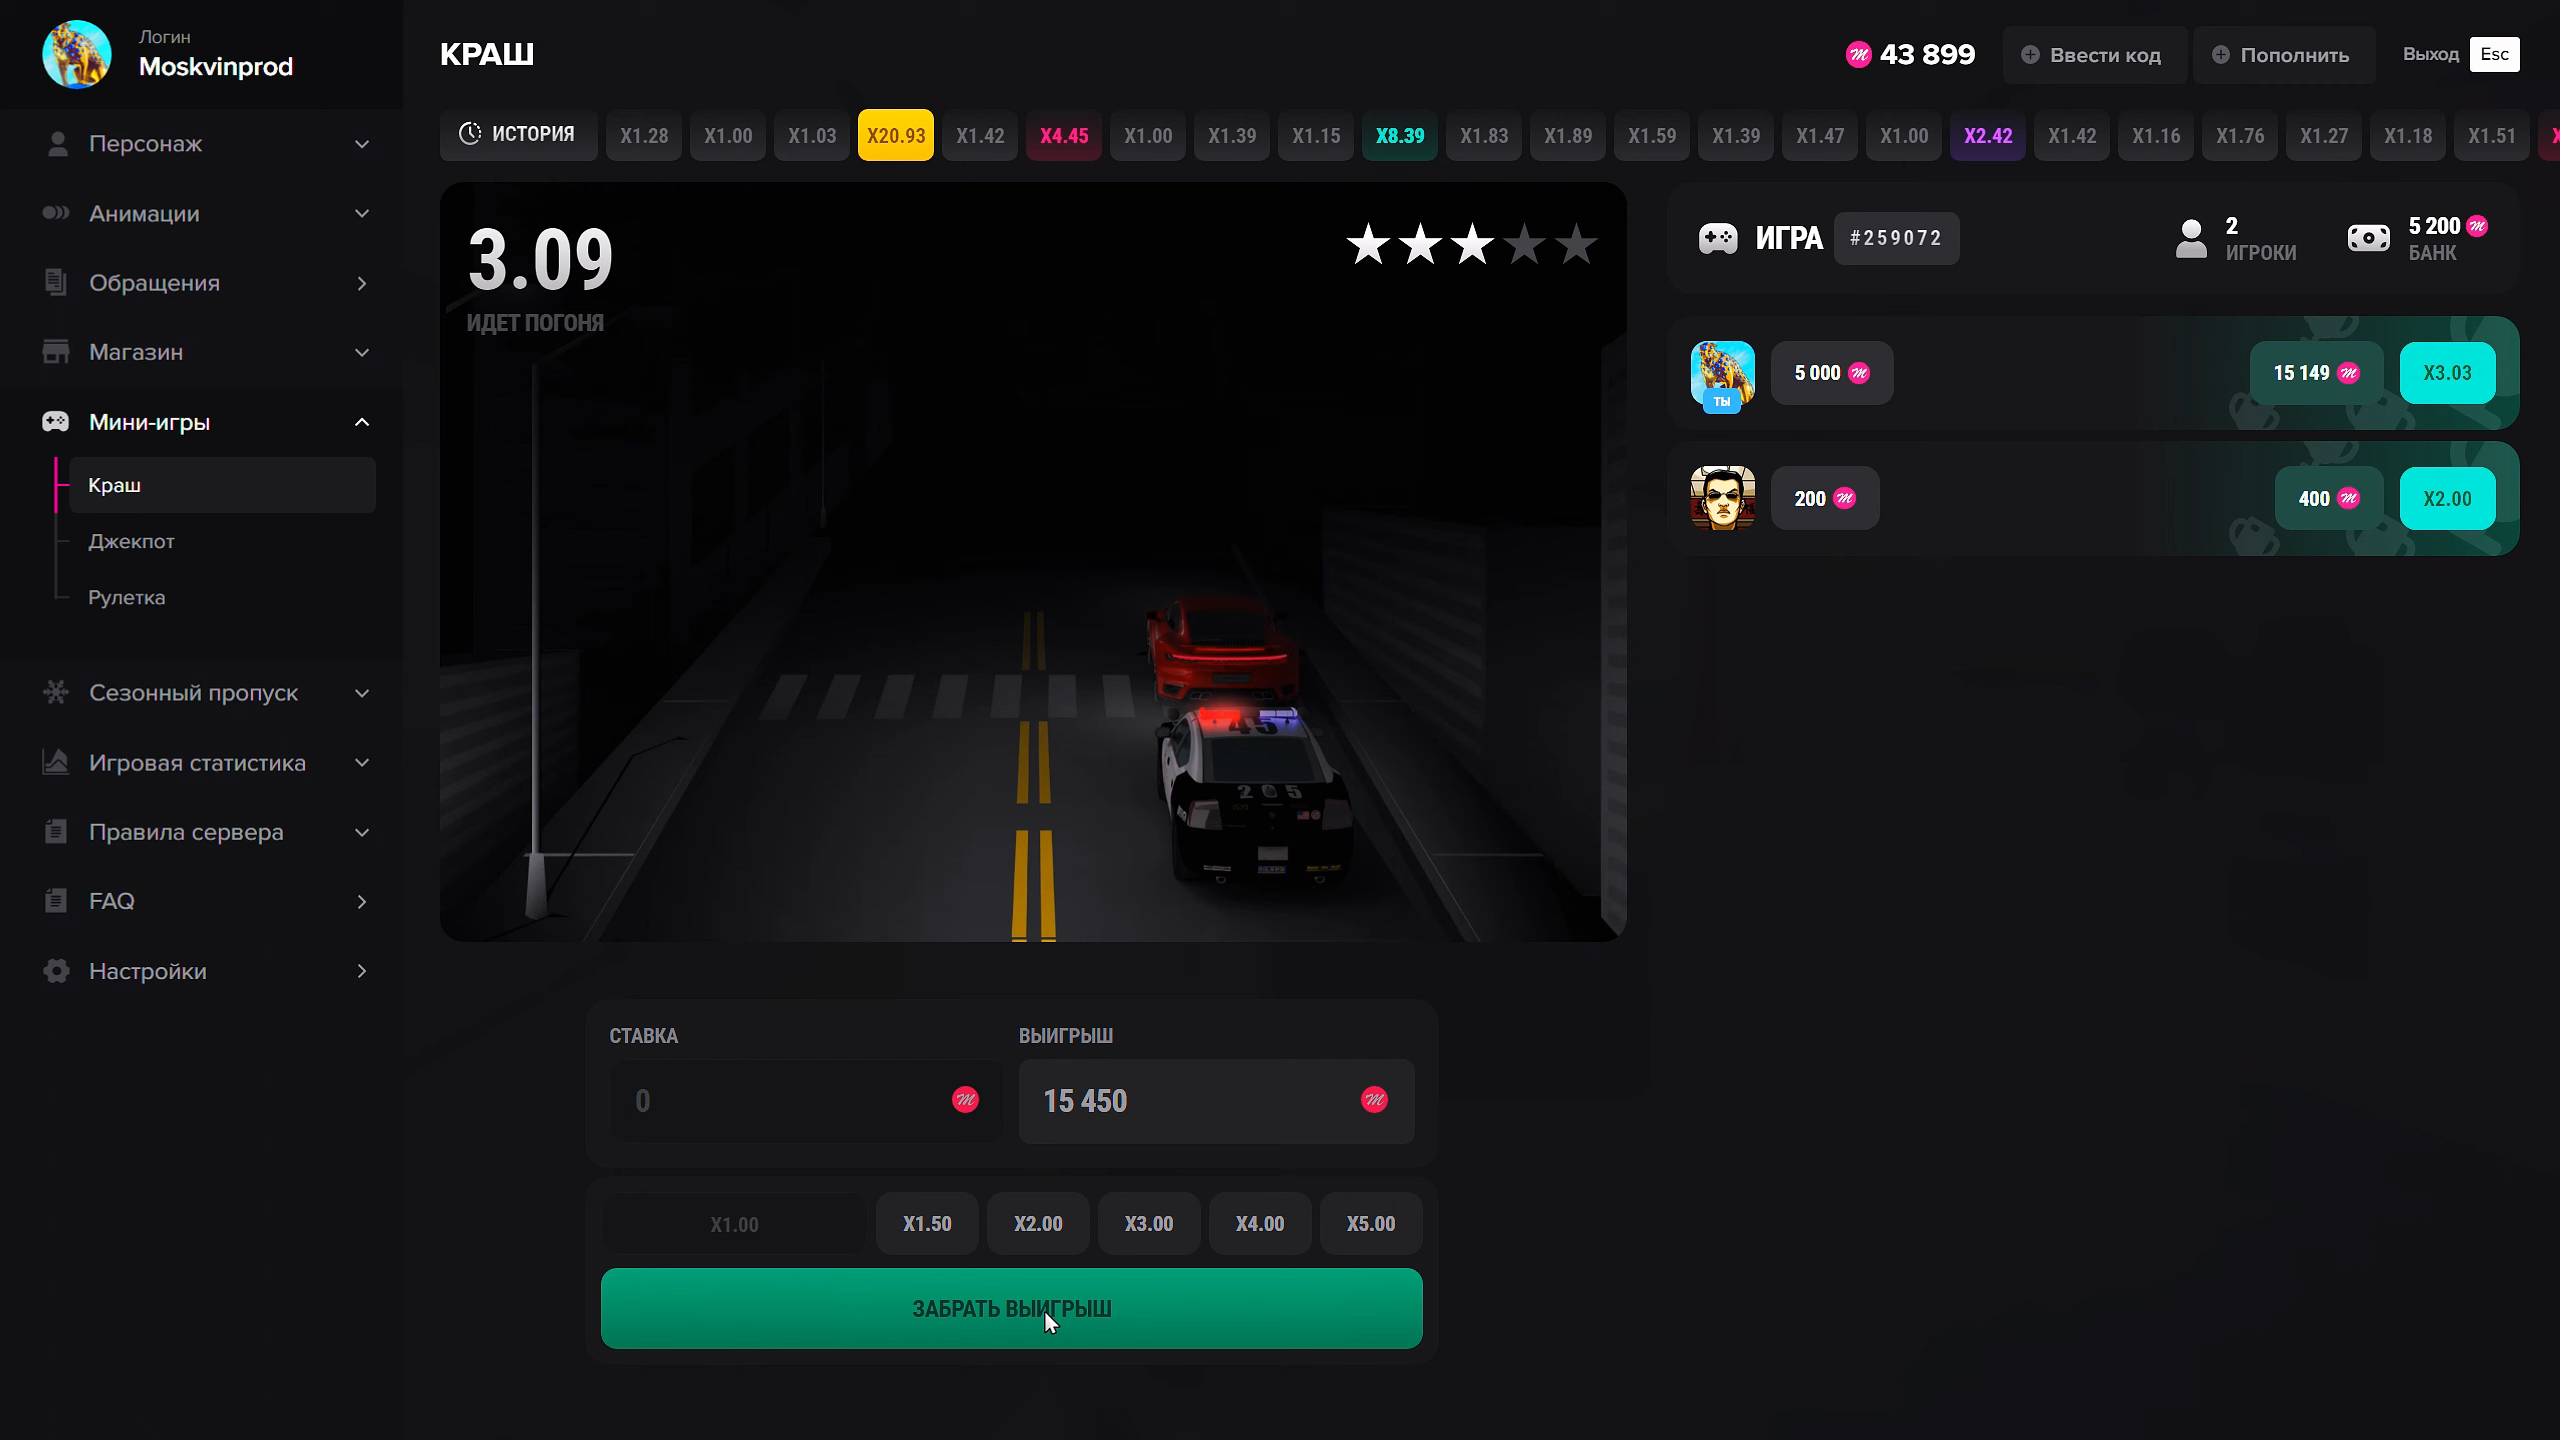 Логин
Moskvinprod
Персонаж
Анимации
Обращения
Магазин
Мини-игры
Краш
Джекпот
Рулетка
Сезонный пропуск
Игровая статистика
Правила сервера
FAQ
Настройки
КРАШ
43 899
Ввести код
Пополнить
Выход
Esc
ИСТОРИЯ X1.28 X1.00 X1.03 X20.93 X1.42 X4.45 X1.00 X1.39 X1.15 X8.39 X1.83 X1.89 X1.59 X1.39 X1.47 X1.00 X2.42 X1.42 X1.16 X1.76 X1.27 X1.18 X1.51
3.09
ИДЕТ ПОГОНЯ
45
205
ИГРА #259072
2
ИГРОКИ
5 200
БАНК
ТЫ
5 000
15 149
X3.03
200
400
X2.00
СТАВКА
0
ВЫИГРЫШ
15 450
X1.00 X1.50 X2.00 X3.00 X4.00 X5.00
ЗАБРАТЬ ВЫИГРЫШ